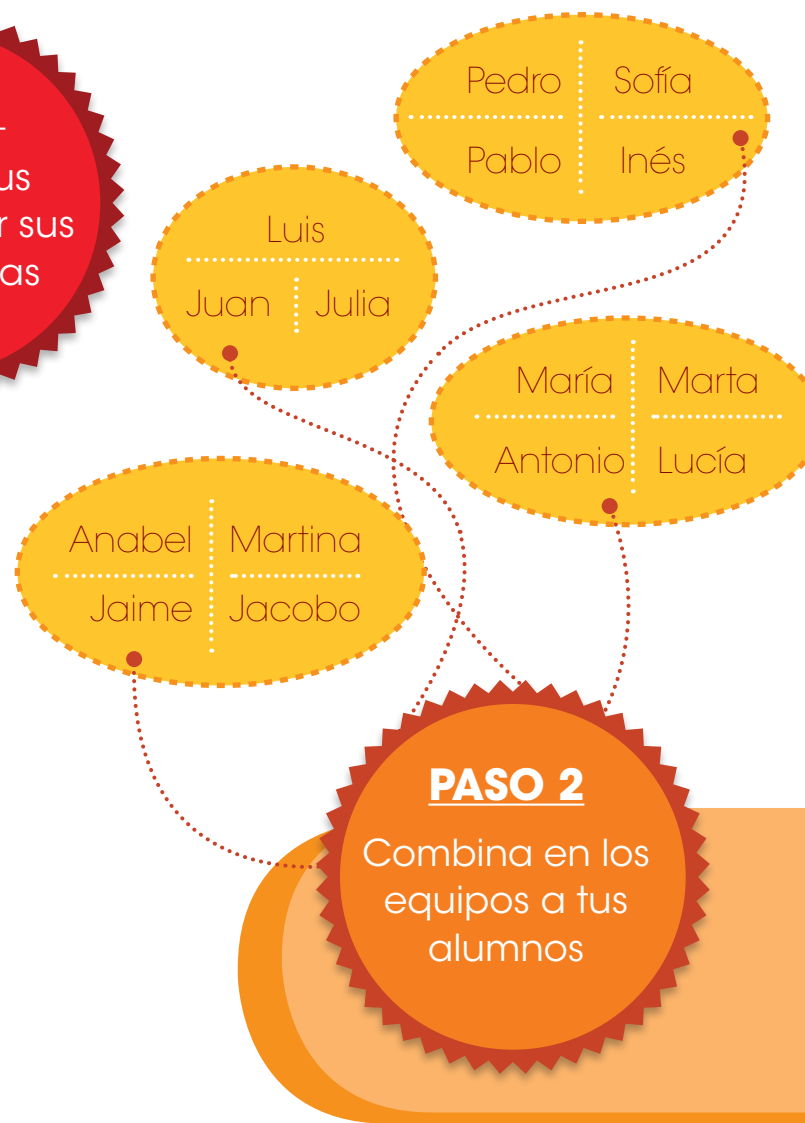 us
r sus
as
Pedro Sofía
Pablo Inés
Luis
Juan Julia
María Marta
Antonio Lucía
Anabel Martina
Jaime Jacobo
PASO 2
Combina en los
equipos a tus
alumnos